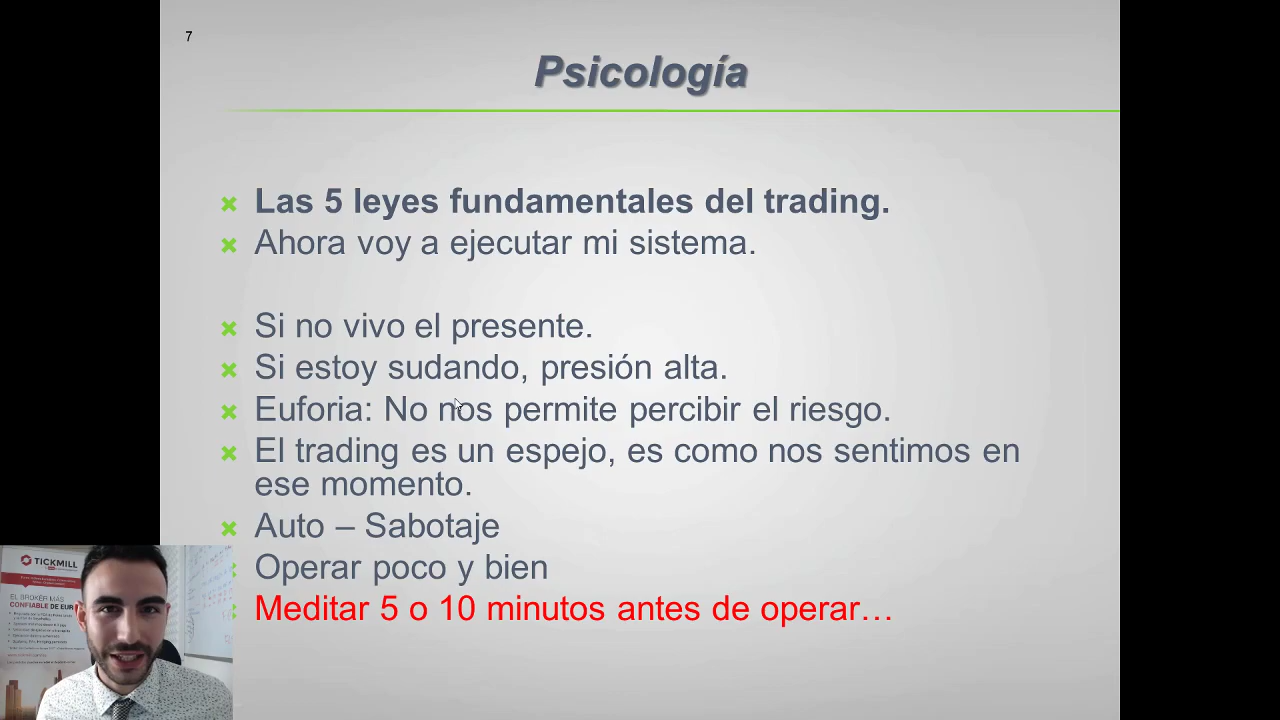 7
Psicología
Las 5 leyes fundamentales del trading.
Ahora voy a ejecutar mi sistema.
Si no vivo el presente.
Si estoy sudando, presión alta.
Euforia: No nos permite percibir el riesgo.
El trading es un espejo, es como nos sentimos en
ese momento.
Auto – Sabotaje
Operar poco y bien
Meditar 5 o 10 minutos antes de operar…
TICKMILL
EL BROKER MÁS
CONFIABLE DE EUR